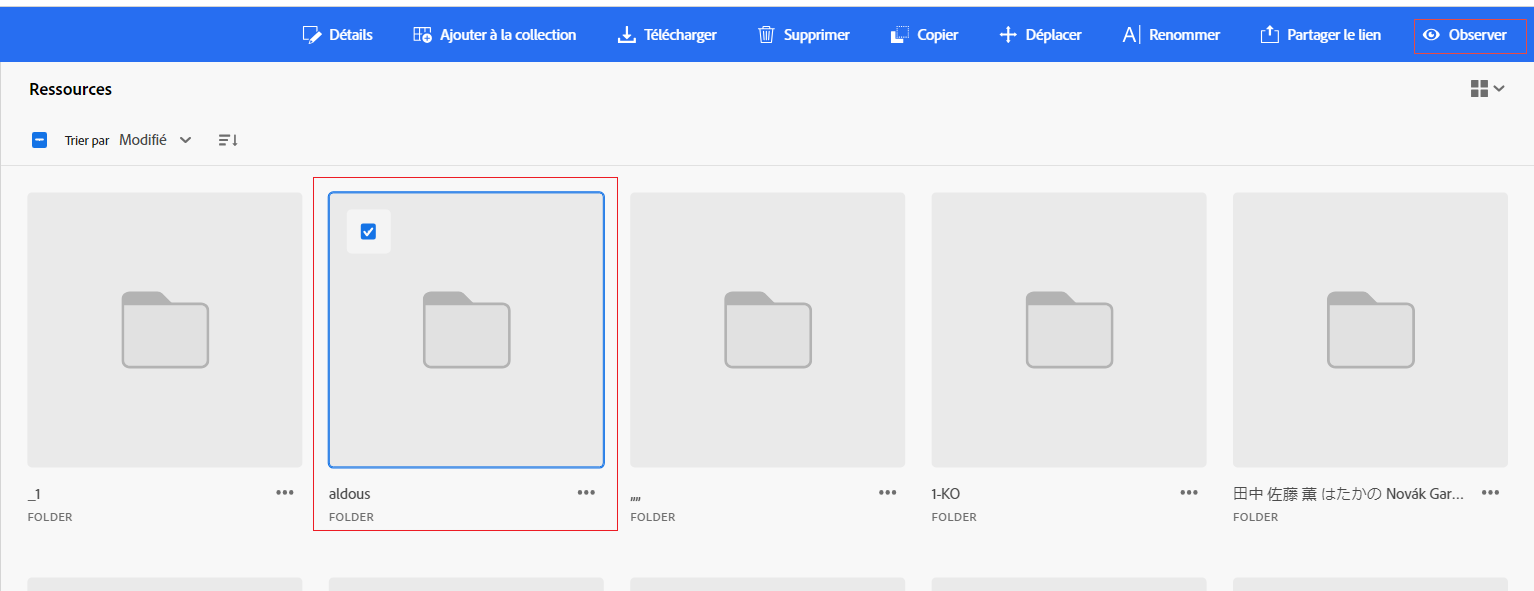 Détails Ajouter à la collection Télécharger Supprimer Copier Déplacer Renommer Partager le lien Observer
Ressources
Trier par Modifié
_1 aldous „„ 1-KO 田中 佐藤 薫 はたかの Novák Gar...
FOLDER FOLDER FOLDER FOLDER FOLDER